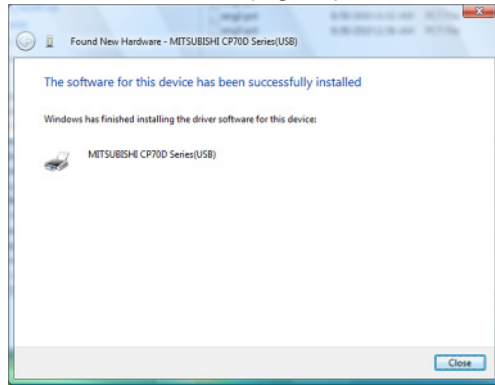 Found New Hardware - MITSUBISHI CP70D Series(USB)
The software for this device has been successfully installed
Windows has finished installing the driver software for this device:
MITSUBISHI CP70D Series(USB)
Close